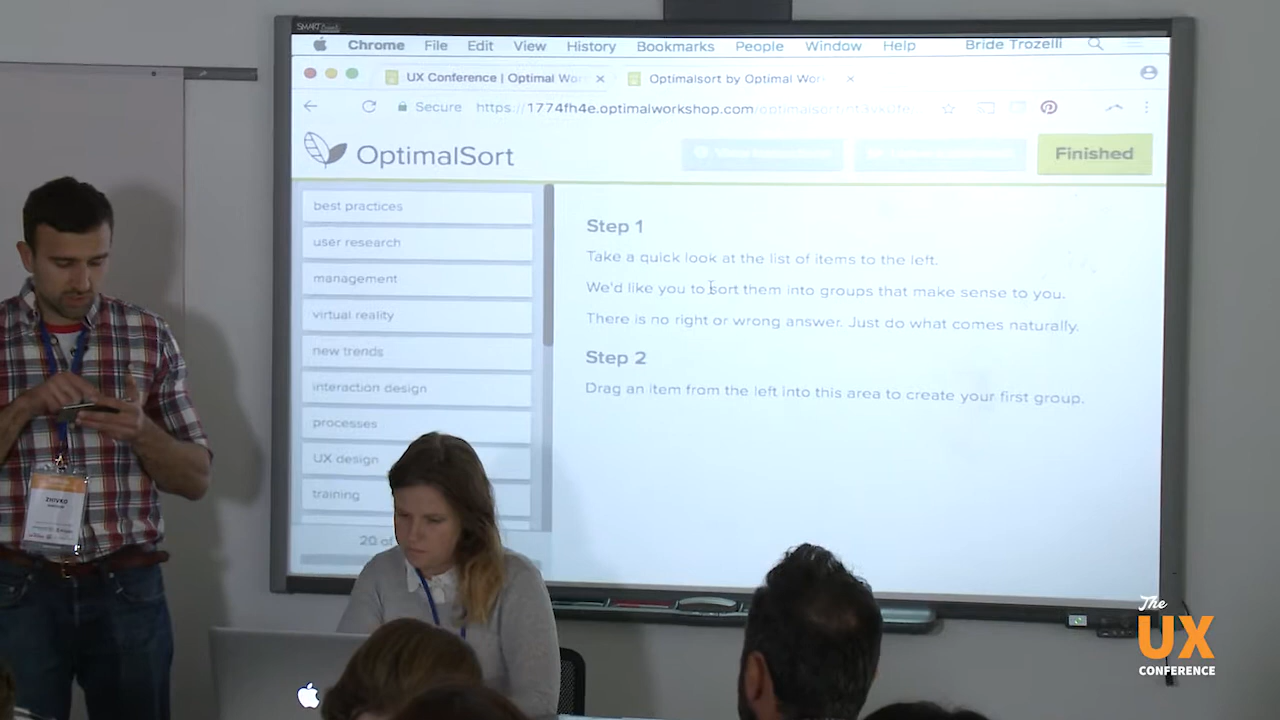 SMART
Chrome File Edit View History Bookmarks People Window Help Bride Trozelli
UX Conference | Optimal Wor
Optimalsort by Optimal Wor
Secure https://1774fh4e.optimalworkshop.com/optimalsort/
OptimalSort
Finished
best practices
user research
management
virtual reality
new trends
interaction design
processes
UX design
training
20 of
Step 1
Take a quick look at the list of items to the left.
We'd like you to sort them into groups that make sense to you.
There is no right or wrong answer. Just do what comes naturally.
Step 2
Drag an item from the left into this area to create your first group.
ZHIVKO
The
UX
CONFERENCE